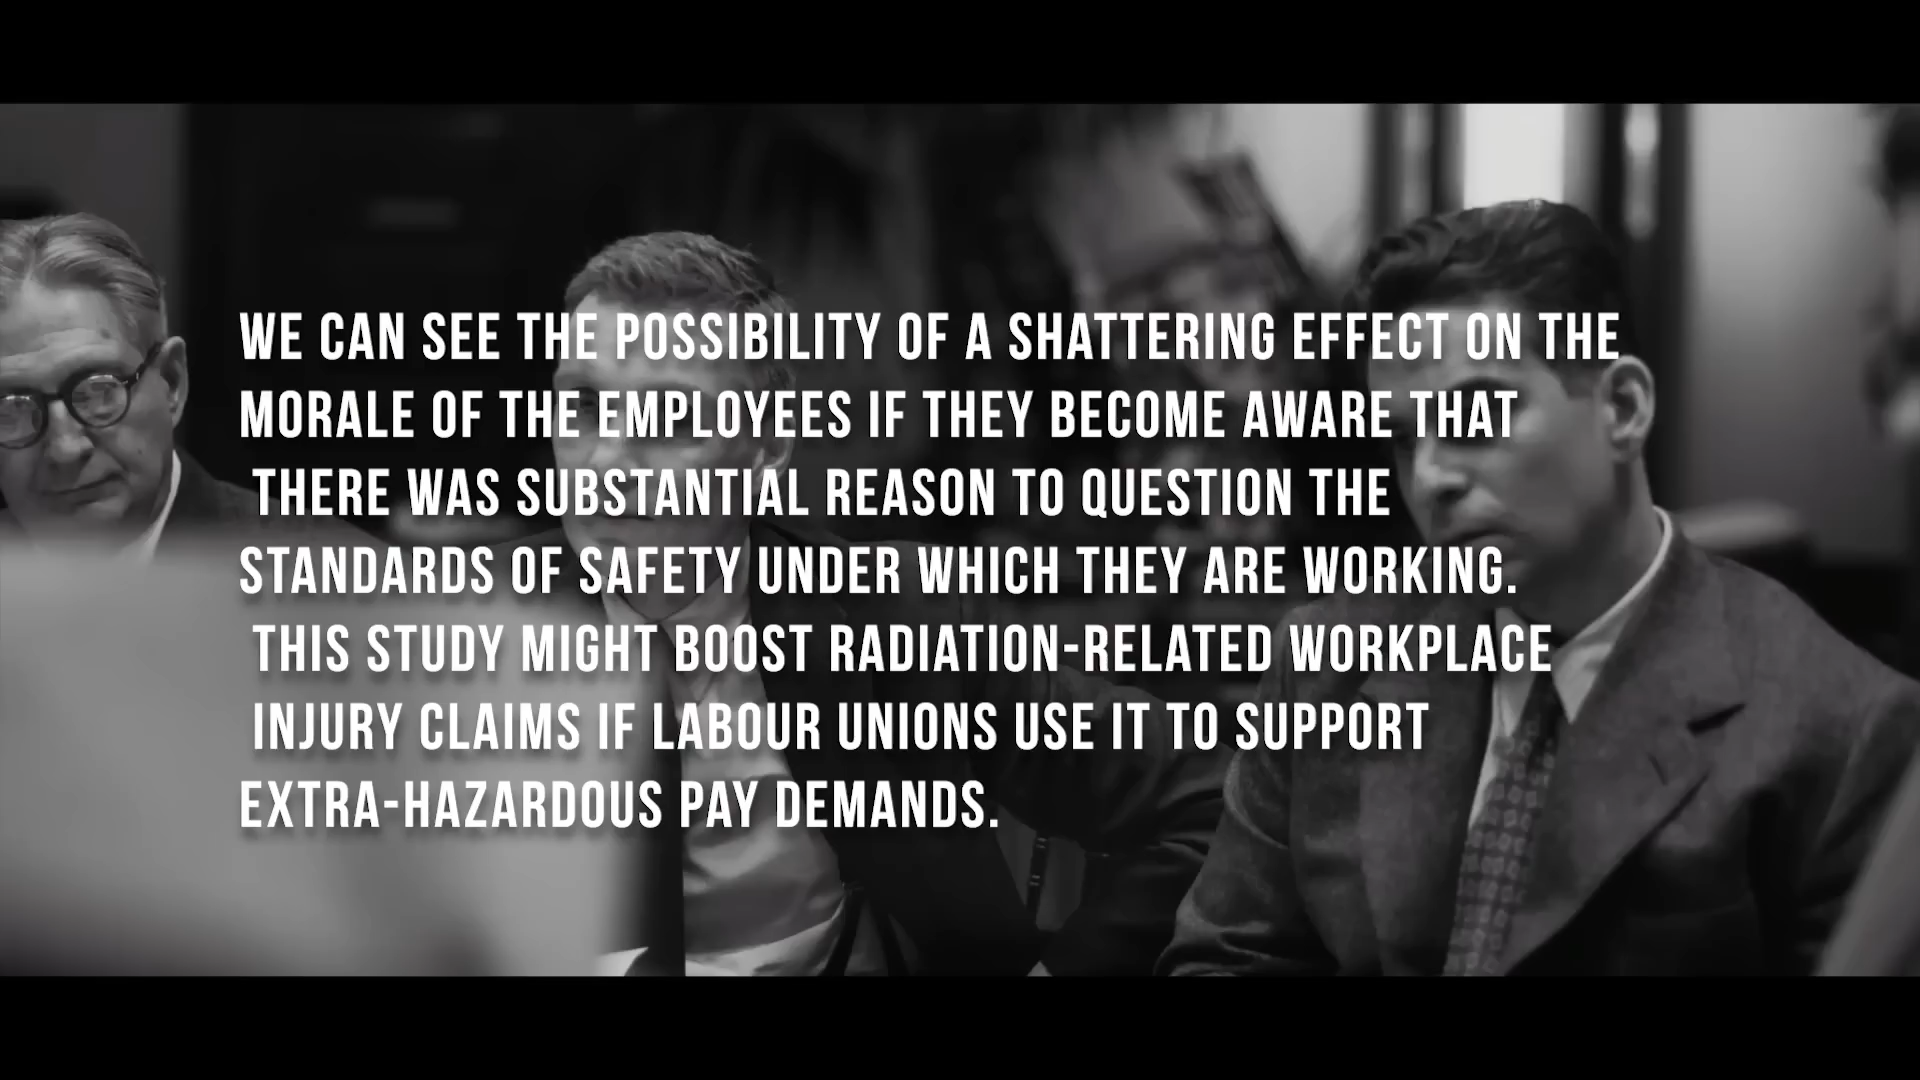 WE CAN SEE THE POSSIBILITY OF A SHATTERING EFFECT ON THE
MORALE OF THE EMPLOYEES IF THEY BECOME AWARE THAT
THERE WAS SUBSTANTIAL REASON TO QUESTION THE
STANDARDS OF SAFETY UNDER WHICH THEY ARE WORKING.
THIS STUDY MIGHT BOOST RADIATION-RELATED WORKPLACE
INJURY CLAIMS IF LABOUR UNIONS USE IT TO SUPPORT
EXTRA-HAZARDOUS PAY DEMANDS.